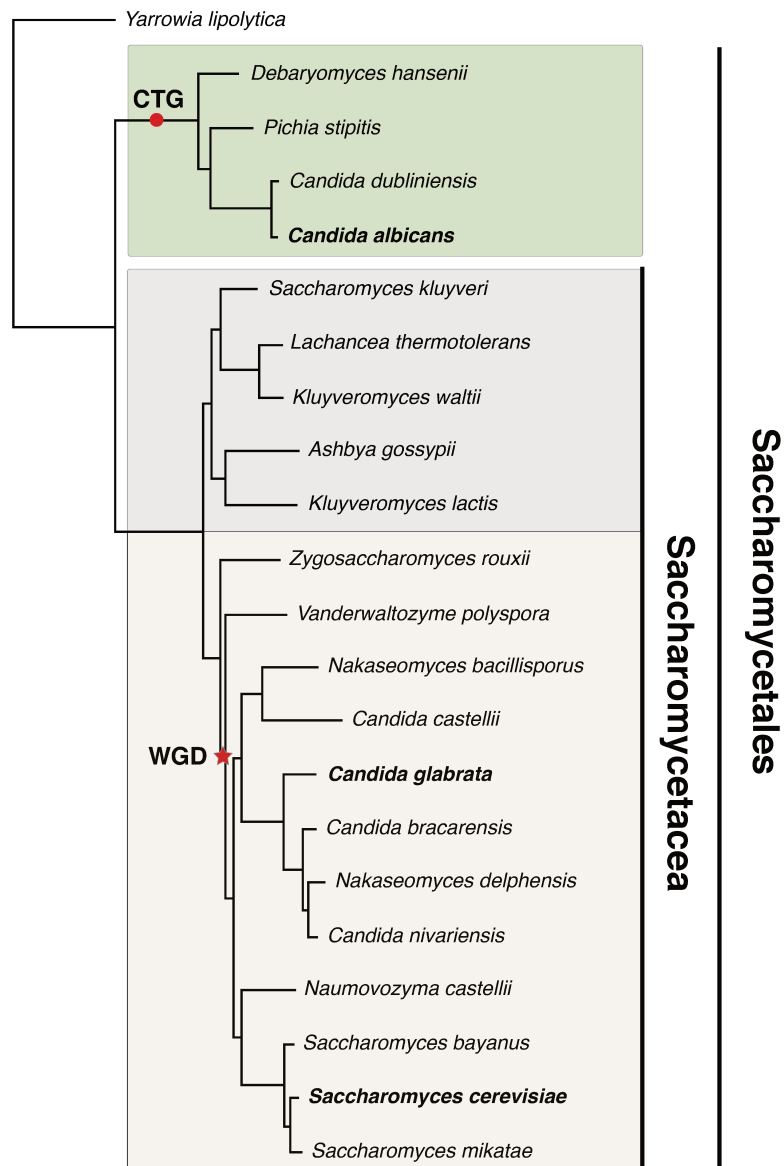 Yarrowia lipolytica
Debaryomyces hansenii
CTG
Pichia stipitis
Candida dubliniensis
Candida albicans
Saccharomyces kluyveri
Lachancea thermotolerans
Kluyveromyces waltii
Ashbya gossypii
Kluyveromyces lactis
Zygosaccharomyces rouxii
Vanderwaltozyme polyspora
Nakaseomyces bacillisporus
Candida castellii
WGD
Candida glabrata
Candida bracarensis
Nakaseomyces delphensis
Candida nivariensis
Naumovozyma castellii
Saccharomyces bayanus
Saccharomyces cerevisiae
Saccharomyces mikatae
Saccharomycetacea
Saccharomycetales